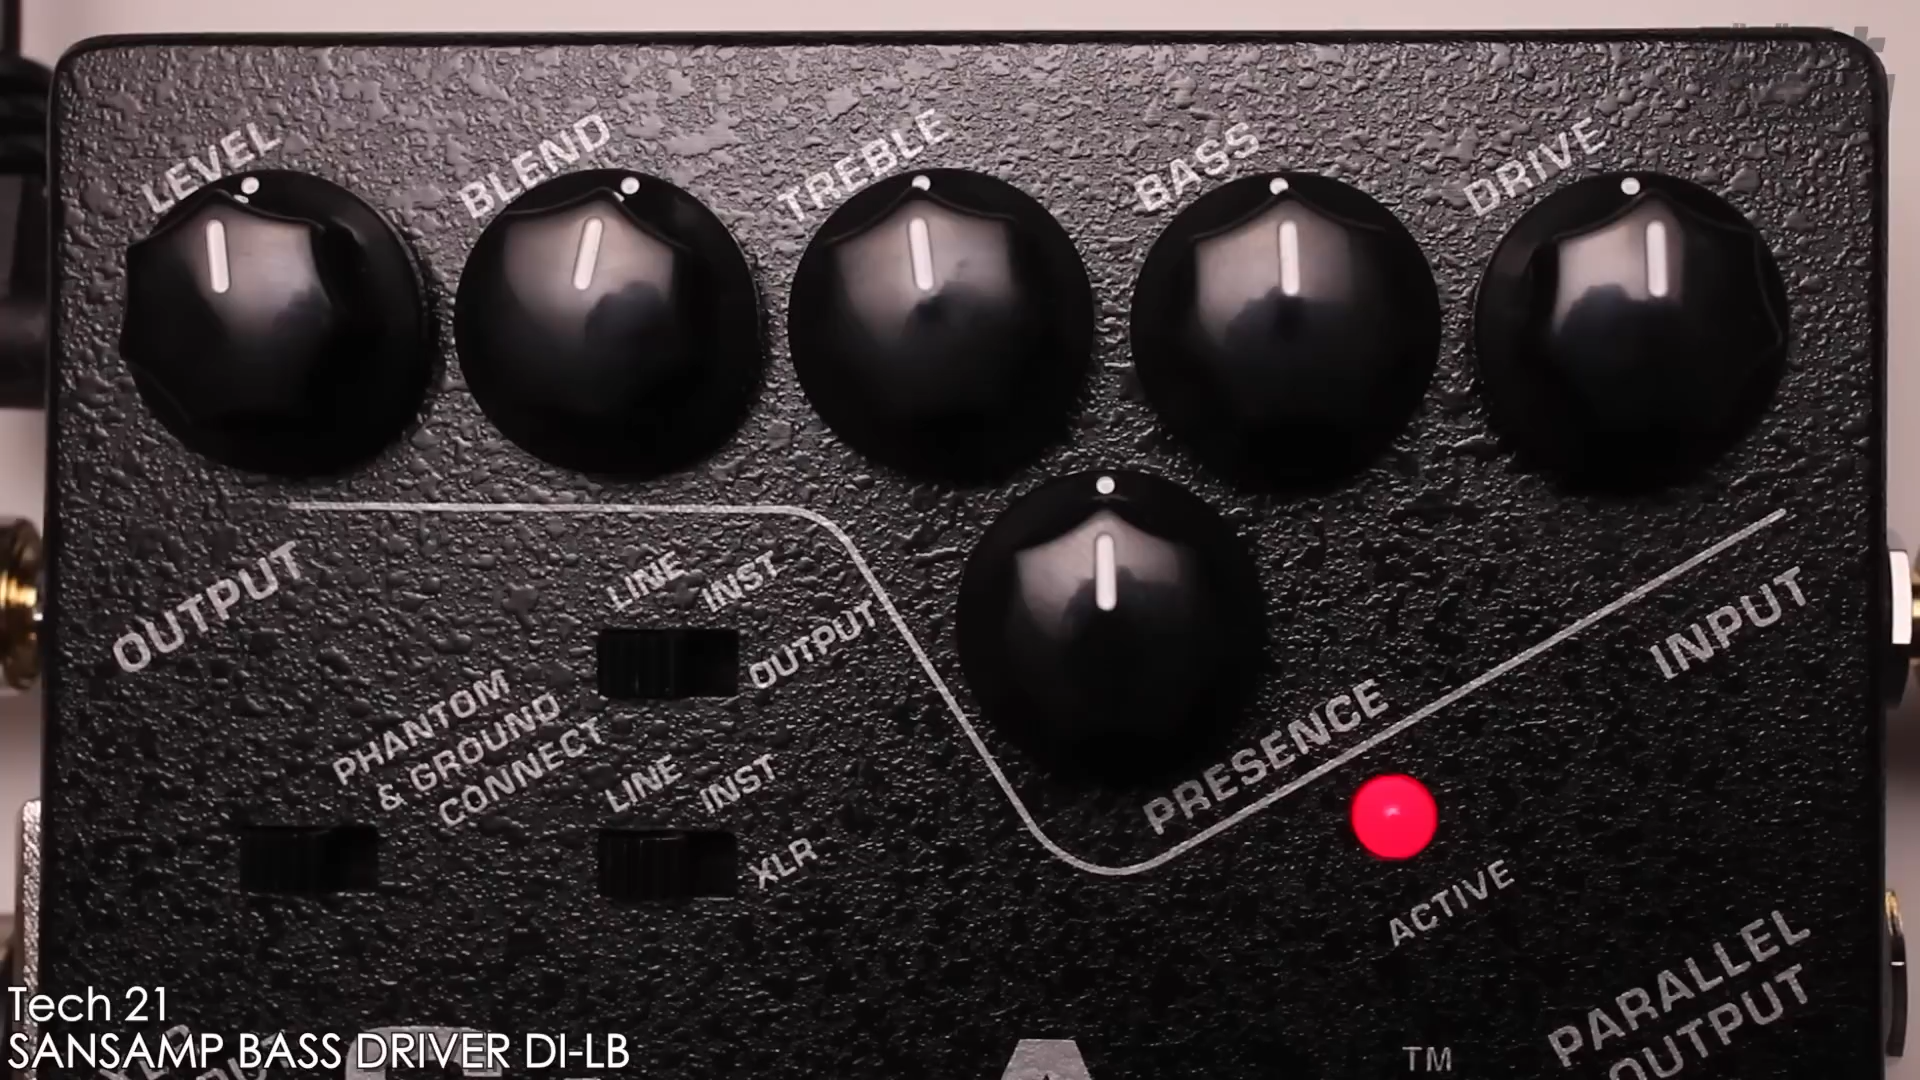 LEVEL
BLEND
TREBLE
BASS
DRIVE
OUTPUT
LINE
INST
OUTPUT
PHANTOM
& GROUND
CONNECT
LINE
INST
XLR
PRESENCE
INPUT
ACTIVE
PARALLEL
OUTPUT
TM
Tech 21
SANSAMP BASS DRIVER DI-LB